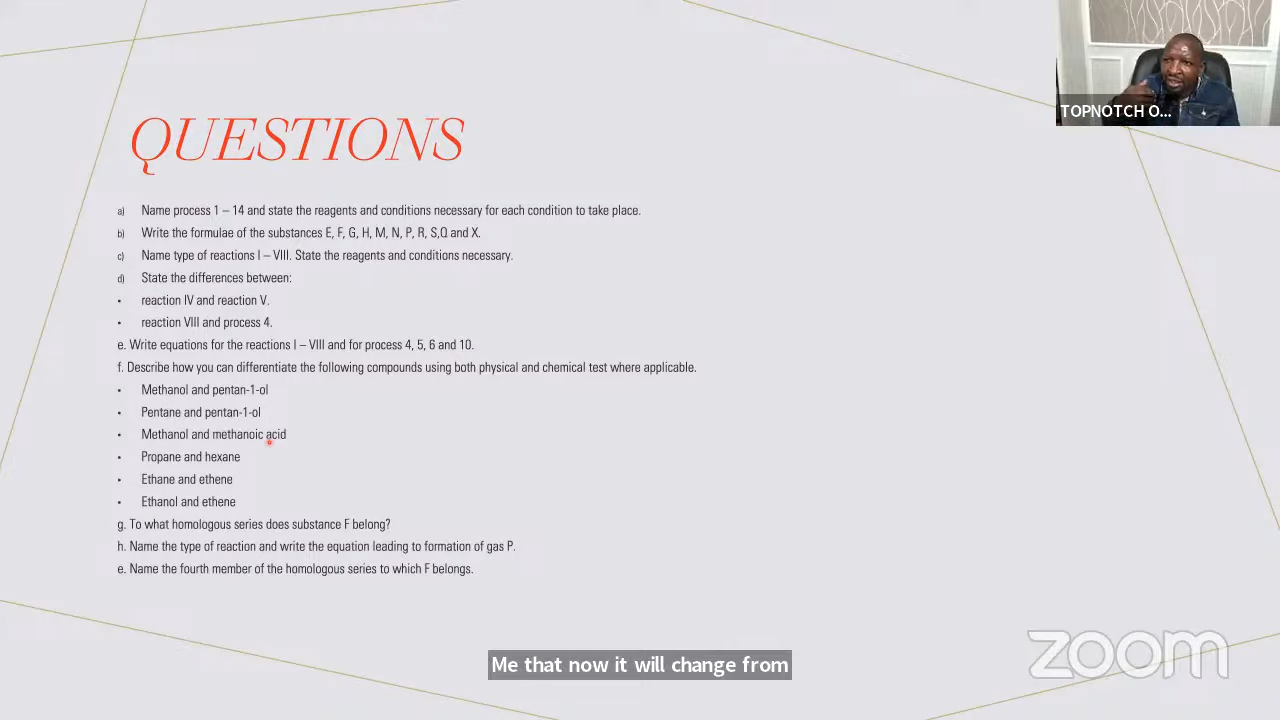 TOPNOTCH O...
QUESTIONS
a) Name process 1 – 14 and state the reagents and conditions necessary for each condition to take place.
b) Write the formulae of the substances E, F, G, H, M, N, P, R, S,Q and X.
c) Name type of reactions I – VIII. State the reagents and conditions necessary.
d) State the differences between:
• reaction IV and reaction V.
• reaction VIII and process 4.
e. Write equations for the reactions I – VIII and for process 4, 5, 6 and 10.
f. Describe how you can differentiate the following compounds using both physical and chemical test where applicable.
• Methanol and pentan-1-ol
• Pentane and pentan-1-ol
• Methanol and methanoic acid
• Propane and hexane
• Ethane and ethene
• Ethanol and ethene
g. To what homologous series does substance F belong?
h. Name the type of reaction and write the equation leading to formation of gas P.
e. Name the fourth member of the homologous series to which F belongs.
zoom
Me that now it will change from